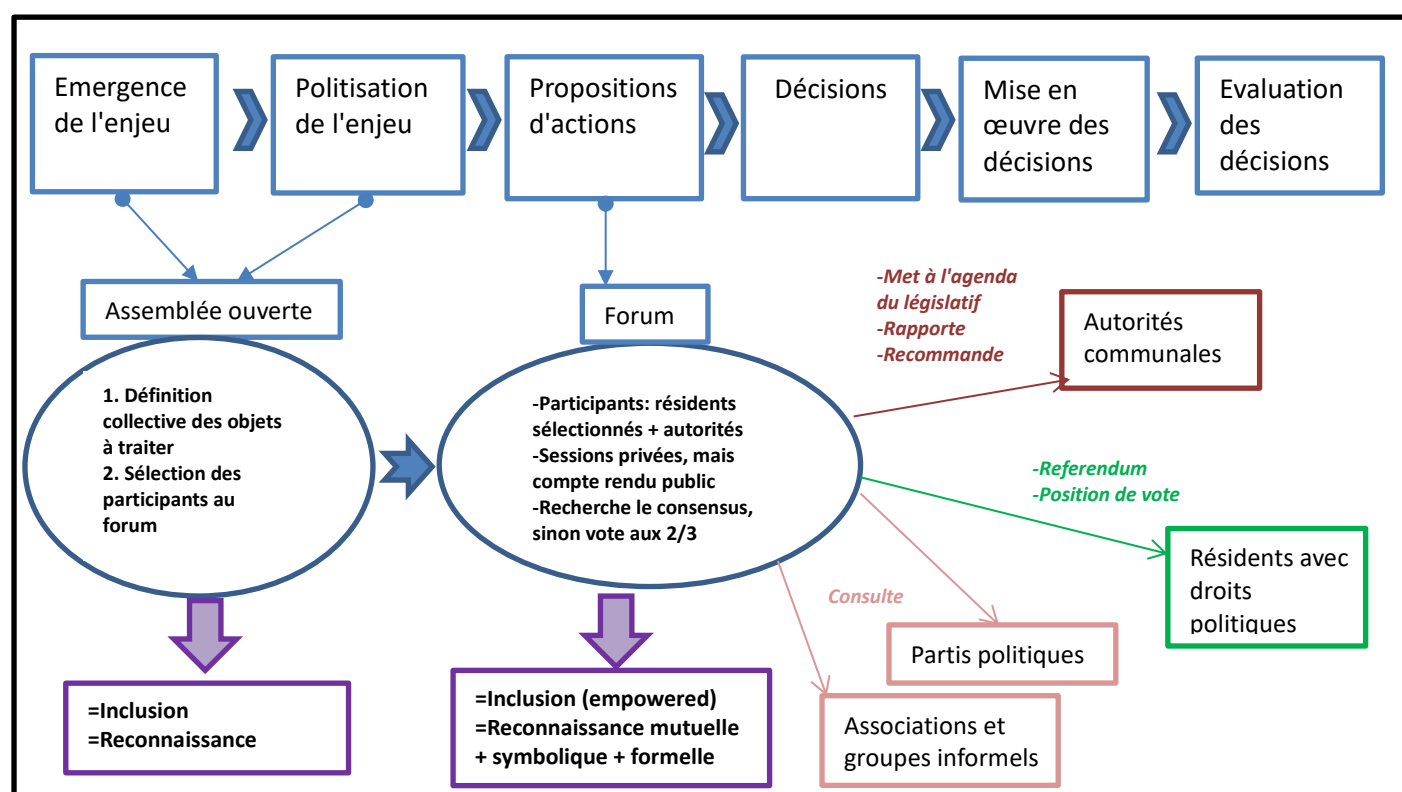 Emergence
de l'enjeu
Politisation
de l'enjeu
Propositions
d'actions
Décisions
Mise en
œuvre des
décisions
Evaluation
des
décisions
Assemblée ouverte
Forum
-Met à l'agenda
du législatif
-Rapporte
-Recommande
Autorités
communales
1. Définition
collective des objets
à traiter
2. Sélection des
participants au
forum
-Participants: résidents
sélectionnés + autorités
-Sessions privées, mais
compte rendu public
-Recherche le consensus,
sinon vote aux 2/3
-Referendum
-Position de vote
Résidents avec
droits
politiques
Consulte
Partis politiques
Associations et
groupes informels
=Inclusion
=Reconnaissance
=Inclusion (empowered)
=Reconnaissance mutuelle
+ symbolique + formelle